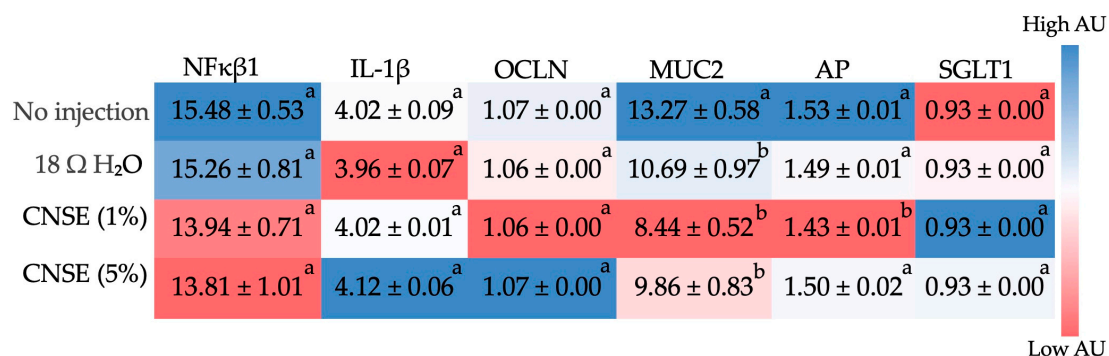 High AU
NFκβ1 IL-1β OCLN MUC2 AP SGLT1
No injection 15.48 ± 0.53a 4.02 ± 0.09a 1.07 ± 0.00a 13.27 ± 0.58a 1.53 ± 0.01a 0.93 ± 0.00a
18 Ω H₂O 15.26 ± 0.81a 3.96 ± 0.07a 1.06 ± 0.00a 10.69 ± 0.97b 1.49 ± 0.01a 0.93 ± 0.00a
CNSE (1%) 13.94 ± 0.71a 4.02 ± 0.01a 1.06 ± 0.00a 8.44 ± 0.52b 1.43 ± 0.01b 0.93 ± 0.00a
CNSE (5%) 13.81 ± 1.01a 4.12 ± 0.06a 1.07 ± 0.00a 9.86 ± 0.83b 1.50 ± 0.02a 0.93 ± 0.00a
Low AU